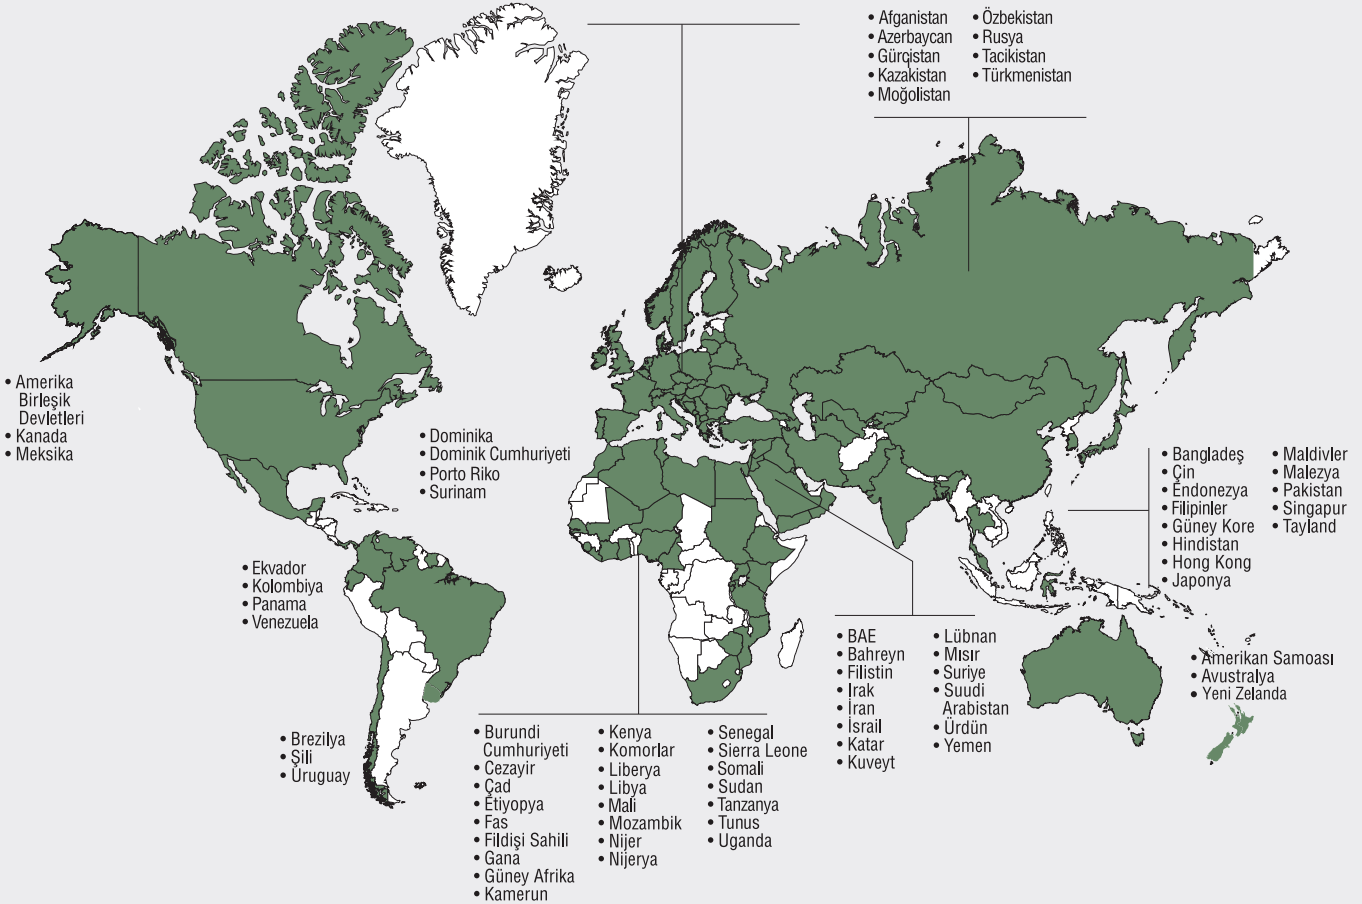 • Afganistan
• Azerbaycan
• Gürcistan
• Kazakistan
• Moğolistan
• Özbekistan
• Rusya
• Tacikistan
• Türkmenistan
• Amerika
Birleşik
Devletleri
• Kanada
• Meksika
• Dominika
• Dominik Cumhuriyeti
• Porto Riko
• Surinam
• Bangladeş
• Çin
• Endonezya
• Filipinler
• Güney Kore
• Hindistan
• Hong Kong
• Japonya
• Maldivler
• Malezya
• Pakistan
• Singapur
• Tayland
• Ekvador
• Kolombiya
• Panama
• Venezuela
• BAE
• Bahreyn
• Filistin
• Irak
• İran
• İsrail
• Katar
• Kuveyt
• Lübnan
• Mısır
• Suriye
• Suudi
Arabistan
• Ürdün
• Yemen
• Amerikan Samoası
• Avustralya
• Yeni Zelanda
• Brezilya
• Şili
• Uruguay
• Burundi
Cumhuriyeti
• Cezayir
• Çad
• Etiyopya
• Fas
• Fildişi Sahili
• Gana
• Güney Afrika
• Kamerun
• Kenya
• Komorlar
• Liberya
• Libya
• Mali
• Mozambik
• Nijer
• Nijerya
• Senegal
• Sierra Leone
• Somali
• Sudan
• Tanzanya
• Tunus
• Uganda